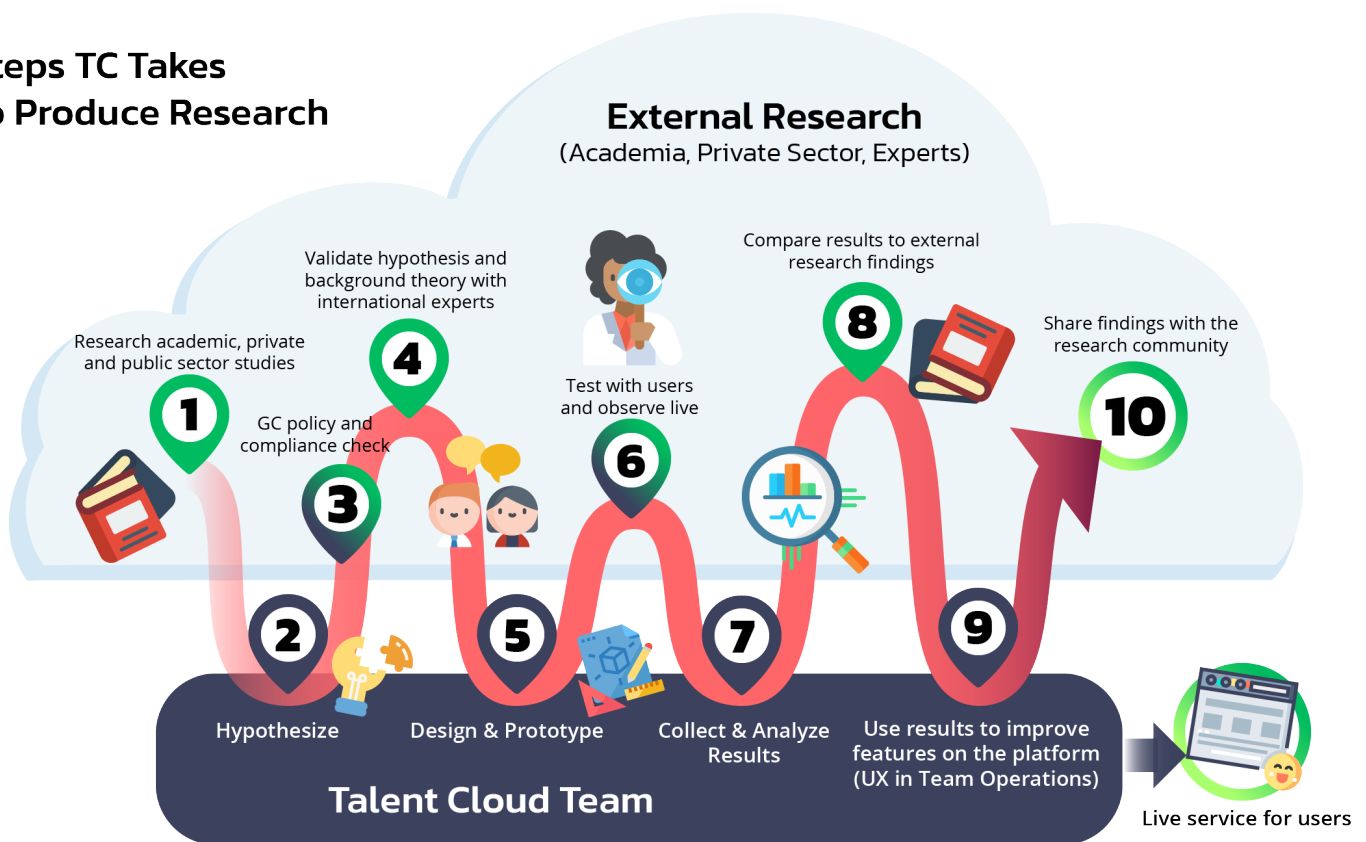 teps TC Takes
o Produce Research
External Research
(Academia, Private Sector, Experts)
Research academic, private
and public sector studies
1
2
Hypothesize
GC policy and
compliance check
3
Validate hypothesis and
background theory with
international experts
4
5
Design & Prototype
Test with users
and observe live
6
7
Collect & Analyze
Results
Compare results to external
research findings
8
9
Use results to improve
features on the platform
(UX in Team Operations)
Share findings with the
research community
10
Talent Cloud Team
Live service for users